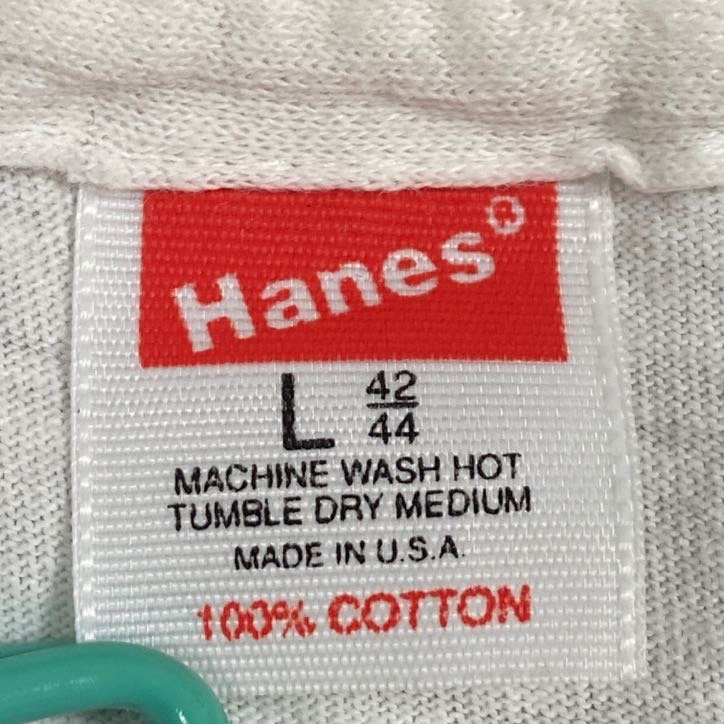 Hanes®
L 42/44
MACHINE WASH HOT
TUMBLE DRY MEDIUM
MADE IN U.S.A.
100% COTTON